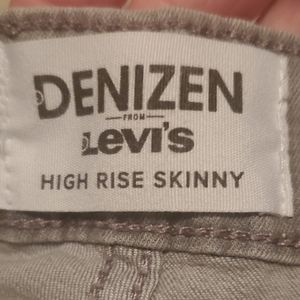 DENIZEN
FROM
Levi's
HIGH RISE SKINNY